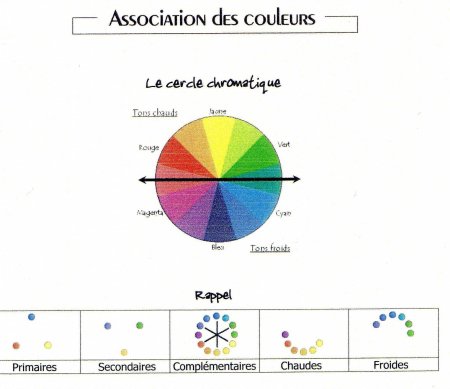 Association des couleurs
Le cercle chromatique
Tons chauds
Jaune
Rouge
Vert
Magenta
Cyan
Bleu
Tons froids
Rappel
Primaires Secondaires Complémentaires Chaudes Froides